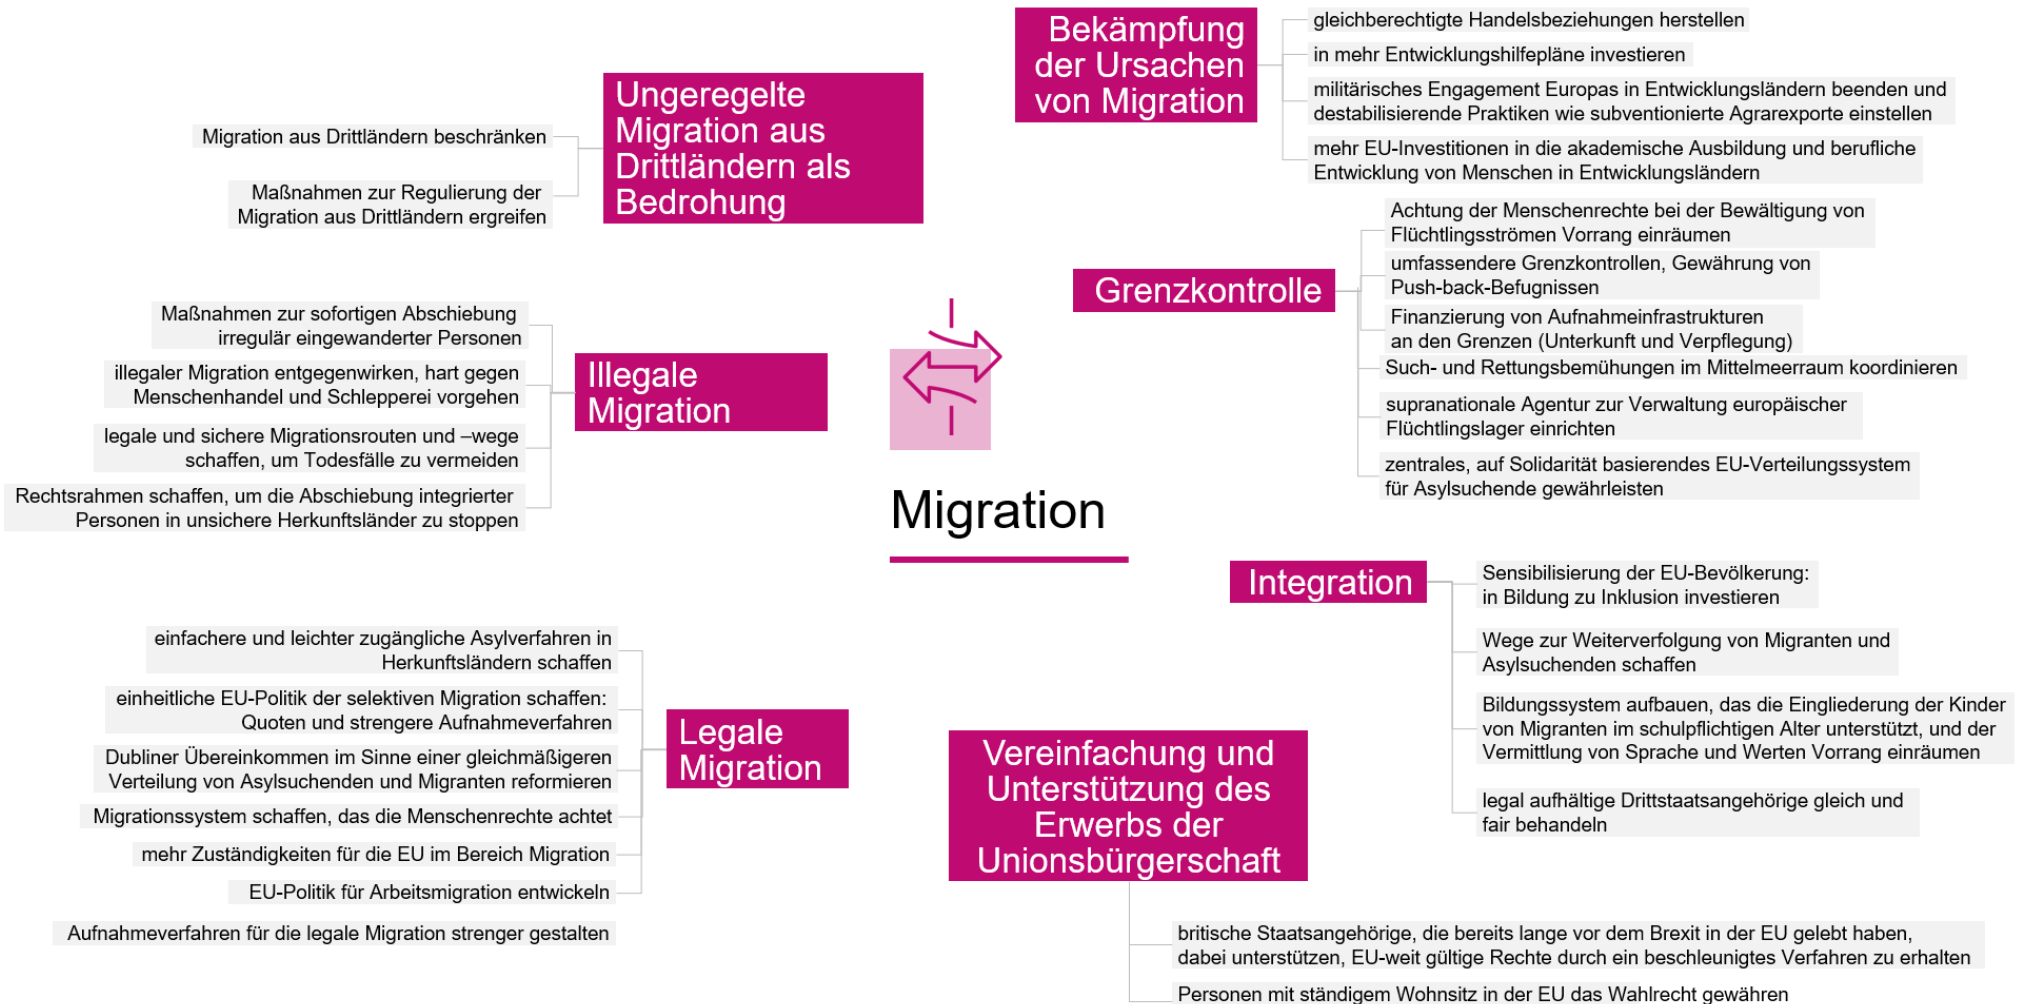 Bekämpfung
der Ursachen
von Migration
gleichberechtigte Handelsbeziehungen herstellen
in mehr Entwicklungshilfepläne investieren
militärisches Engagement Europas in Entwicklungsländern beenden und
destabilisierende Praktiken wie subventionierte Agrarexporte einstellen
mehr EU-Investitionen in die akademische Ausbildung und berufliche
Entwicklung von Menschen in Entwicklungsländern
Ungeregelte
Migration aus
Drittländern als
Bedrohung
Migration aus Drittländern beschränken
Maßnahmen zur Regulierung der
Migration aus Drittländern ergreifen
Grenzkontrolle
Achtung der Menschenrechte bei der Bewältigung von
Flüchtlingsströmen Vorrang einräumen
umfassendere Grenzkontrollen, Gewährung von
Push-back-Befugnissen
Finanzierung von Aufnahmeinfrastrukturen
an den Grenzen (Unterkunft und Verpflegung)
Such- und Rettungsbemühungen im Mittelmeerraum koordinieren
supranationale Agentur zur Verwaltung europäischer
Flüchtlingslager einrichten
zentrales, auf Solidarität basierendes EU-Verteilungssystem
für Asylsuchende gewährleisten
Illegale
Migration
Maßnahmen zur sofortigen Abschiebung
irregulär eingewanderter Personen
illegaler Migration entgegenwirken, hart gegen
Menschenhandel und Schlepperei vorgehen
legale und sichere Migrationsrouten und –wege
schaffen, um Todesfälle zu vermeiden
Rechtsrahmen schaffen, um die Abschiebung integrierter
Personen in unsichere Herkunftsländer zu stoppen
Migration
Integration
Sensibilisierung der EU-Bevölkerung:
in Bildung zu Inklusion investieren
Wege zur Weiterverfolgung von Migranten und
Asylsuchenden schaffen
Bildungssystem aufbauen, das die Eingliederung der Kinder
von Migranten im schulpflichtigen Alter unterstützt, und der
Vermittlung von Sprache und Werten Vorrang einräumen
legal aufhältige Drittstaatsangehörige gleich und
fair behandeln
Legale
Migration
einfachere und leichter zugängliche Asylverfahren in
Herkunftsländern schaffen
einheitliche EU-Politik der selektiven Migration schaffen:
Quoten und strengere Aufnahmeverfahren
Dubliner Übereinkommen im Sinne einer gleichmäßigeren
Verteilung von Asylsuchenden und Migranten reformieren
Migrationssystem schaffen, das die Menschenrechte achtet
mehr Zuständigkeiten für die EU im Bereich Migration
EU-Politik für Arbeitsmigration entwickeln
Aufnahmeverfahren für die legale Migration strenger gestalten
Vereinfachung und
Unterstützung des
Erwerbs der
Unionsbürgerschaft
britische Staatsangehörige, die bereits lange vor dem Brexit in der EU gelebt haben,
dabei unterstützen, EU-weit gültige Rechte durch ein beschleunigtes Verfahren zu erhalten
Personen mit ständigem Wohnsitz in der EU das Wahlrecht gewähren